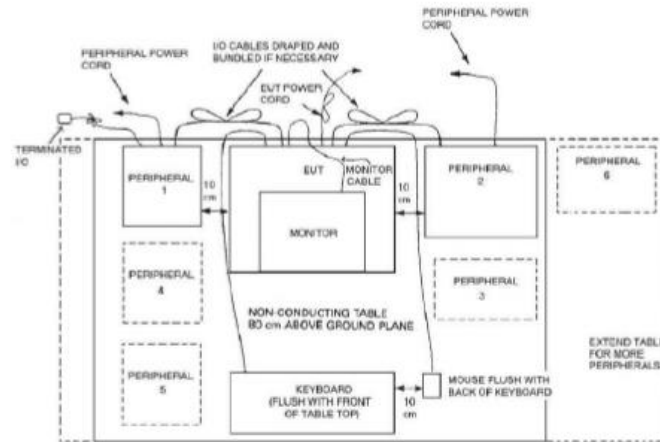 PERIPHERAL POWER
CORD
PERIPHERAL POWER
CORD
I/O CABLES DRAPED AND
BUNDLED IF NECESSARY
EUT POWER
CORD
TERMINATED
I/O
PERIPHERAL
1
10
cm
EUT
MONITOR
CABLE
MONITOR
10
cm
PERIPHERAL
2
PERIPHERAL
6
PERIPHERAL
4
PERIPHERAL
3
NON-CONDUCTING TABLE
80 cm ABOVE GROUND PLANE
PERIPHERAL
5
KEYBOARD
(FLUSH WITH FRONT
OF TABLE TOP)
10
cm
MOUSE FLUSH WITH
BACK OF KEYBOARD
EXTEND TABLE
FOR MORE
PERIPHERALS